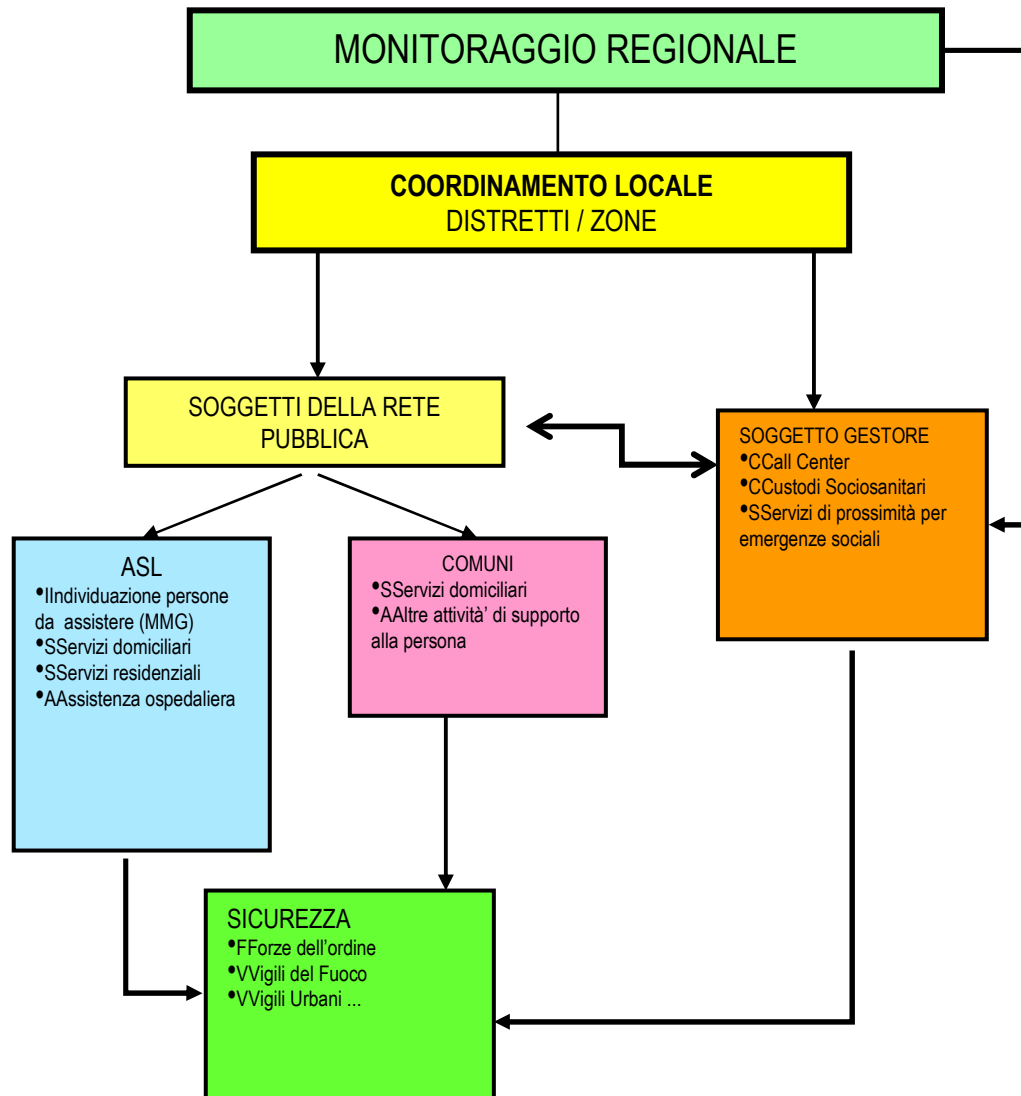 MONITORAGGIO REGIONALE
COORDINAMENTO LOCALE
DISTRETTI / ZONE
SOGGETTI DELLA RETE
PUBBLICA
SOGGETTO GESTORE
•CCall Center
•CCustodi Sociosanitari
•SServizi di prossimità per
emergenze sociali
ASL
•IIndividuazione persone
da assistere (MMG)
•SServizi domiciliari
•SServizi residenziali
•AAssistenza ospedaliera
COMUNI
•SServizi domiciliari
•AAltre attività' di supporto
alla persona
SICUREZZA
•FForze dell'ordine
•VVigili del Fuoco
•VVigili Urbani ...